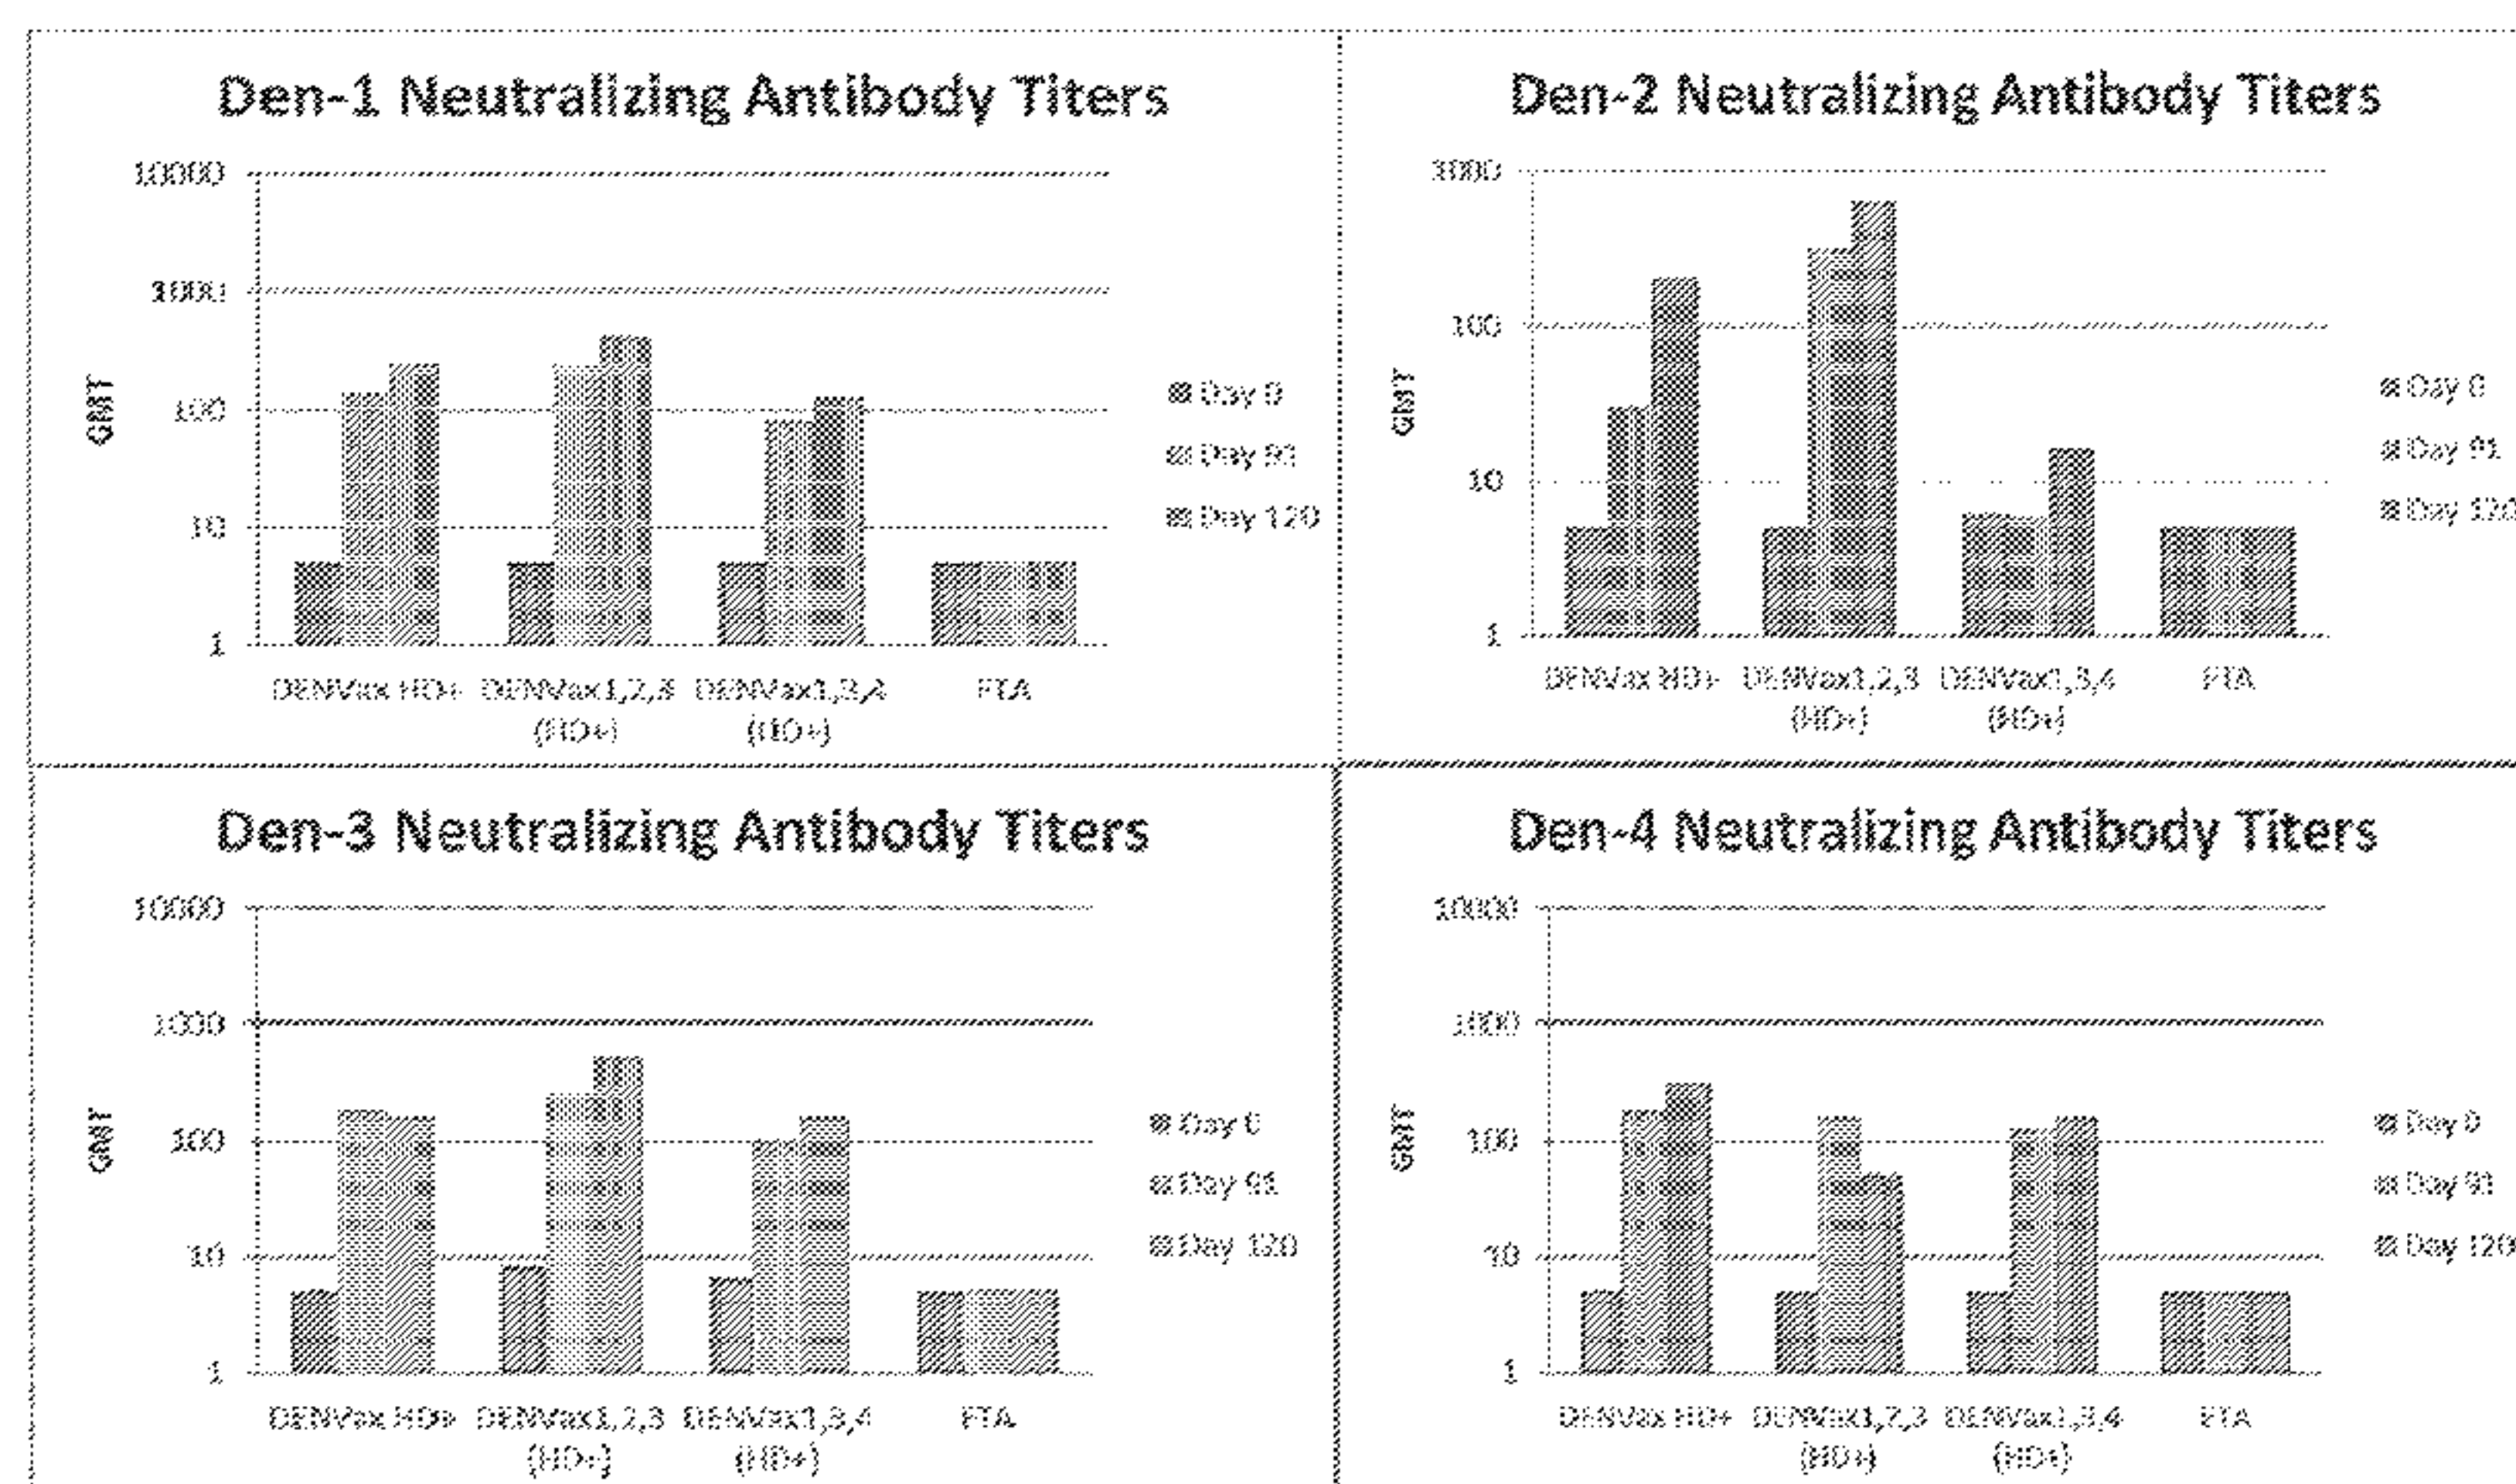 Den-1 Neutralizing Antibody Titers
10000
1000
100
10
1
GMT
DENVax HD+ DENVax1,2,3 DENVax1,3,4 FTA
(HD+) (HD+)
Day 0
Day 91
Day 120
Den-2 Neutralizing Antibody Titers
1000
100
10
1
GMT
DENVax HD+ DENVax1,2,3 DENVax1,3,4 FTA
(HD+) (HD+)
Day 0
Day 91
Day 120
Den-3 Neutralizing Antibody Titers
10000
1000
100
10
1
GMT
DENVax HD+ DENVax1,2,3 DENVax1,3,4 FTA
(HD+) (HD+)
Day 0
Day 91
Day 120
Den-4 Neutralizing Antibody Titers
10000
1000
100
10
1
GMT
DENVax HD+ DENVax1,2,3 DENVax1,3,4 FTA
(HD+) (HD+)
Day 0
Day 91
Day 120